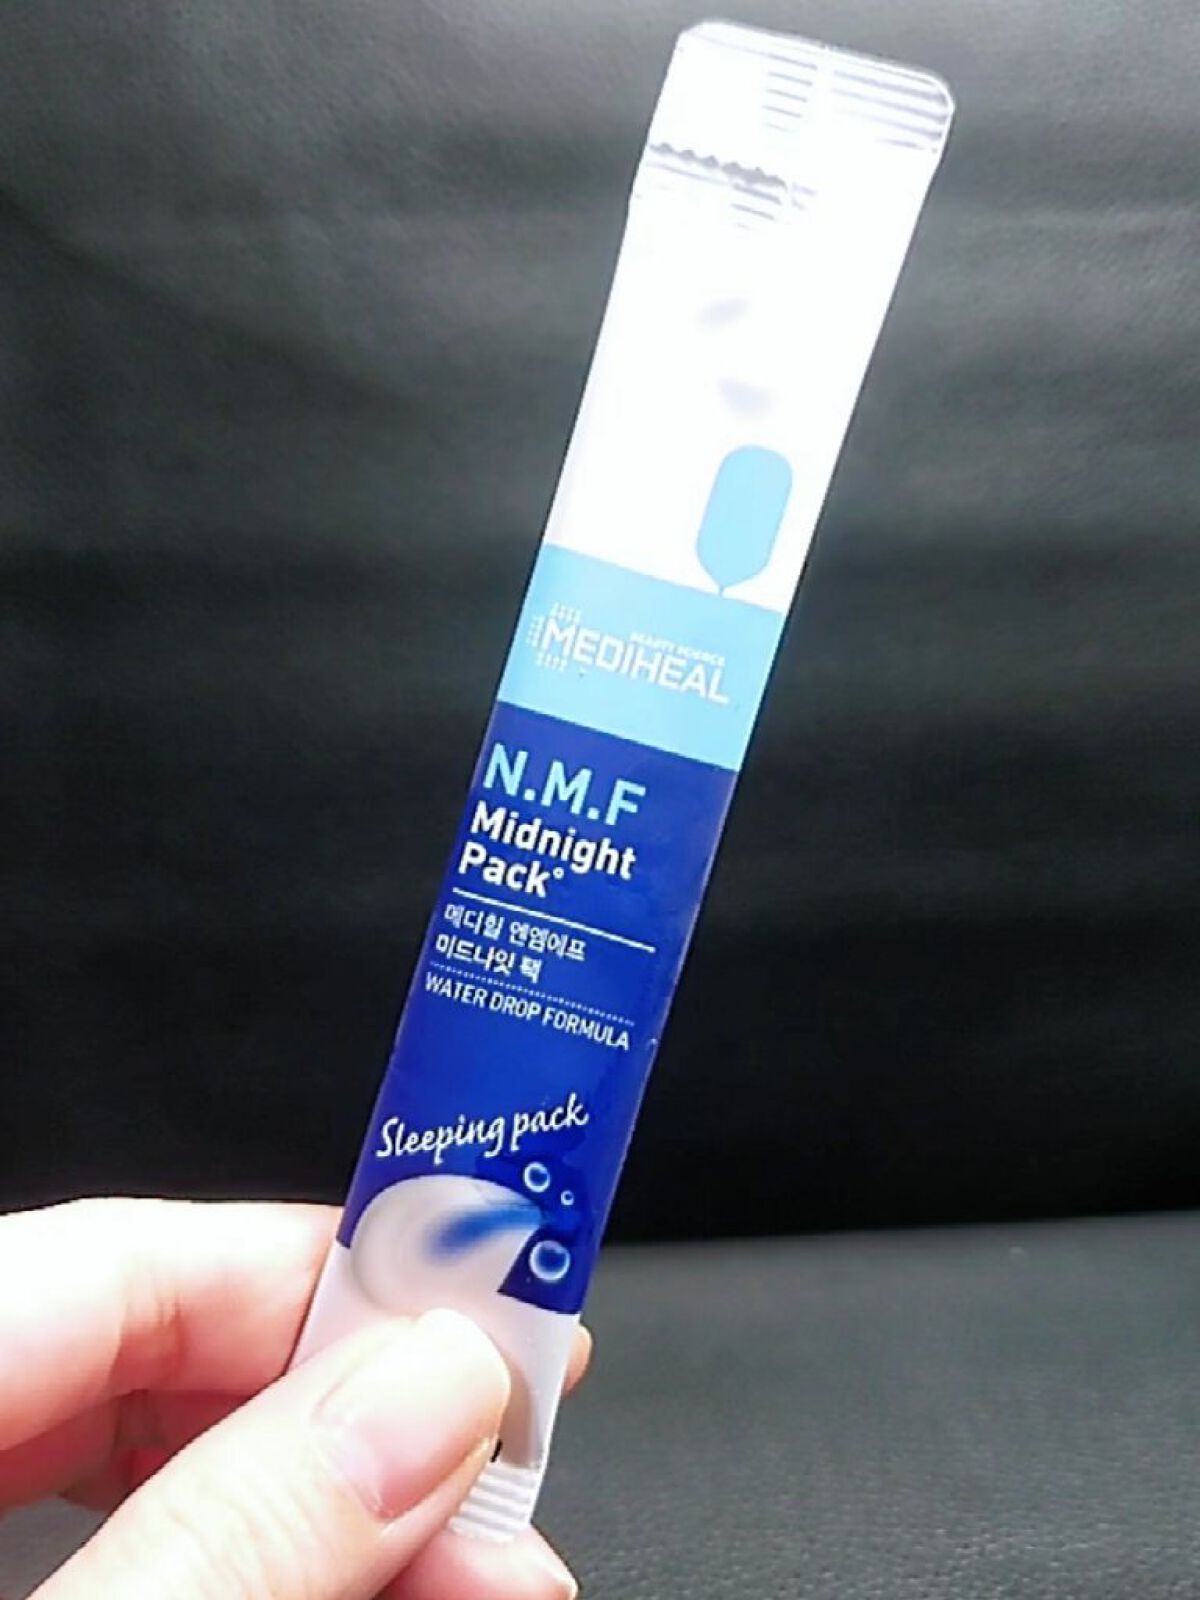 BEAUTY SCIENCE
MEDIHEAL
N.M.F
Midnight
Pack°
메디힐 엔엠에프
미드나잇 팩
WATER DROP FORMULA
Sleeping pack